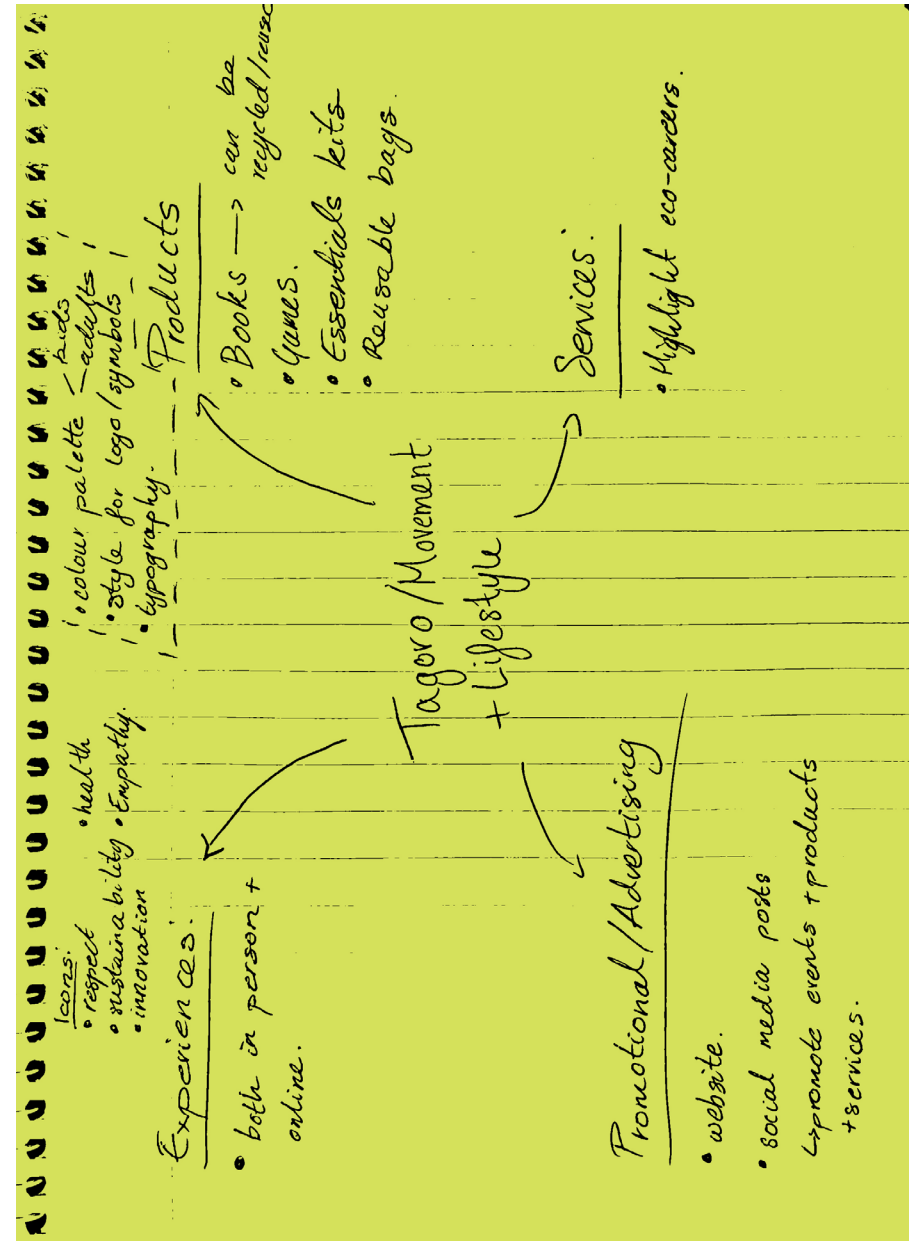 Icons:
• respect
• sustainability
• innovation
• health
• Empathy.
• colour palette
kids
adults
• style for logo/symbols
• typography.
Experiences:
• both in person +
online.
Products
• Books → can be
recycled/reused
• Games.
• Essentials kits
• Reusable bags.
Tagoro/Movement
+ Lifestyle
Promotional/Advertising
• website.
• social media posts
↳ promote events + products
+ services.
Services:
• Highlight eco-careers.